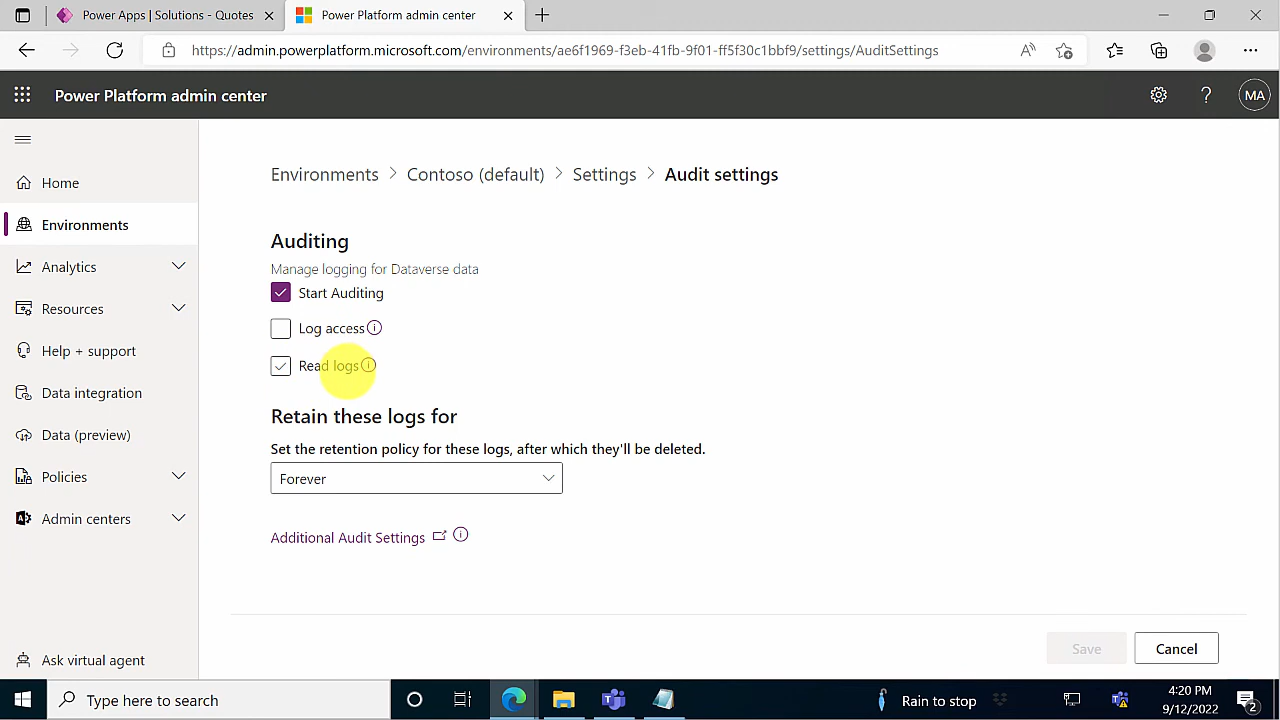 Power Apps | Solutions - Quotes
Power Platform admin center
https://admin.powerplatform.microsoft.com/environments/ae6f1969-f3eb-41fb-9f01-ff5f30c1bbf9/settings/AuditSettings
Power Platform admin center
MA
Home
Environments
Analytics
Resources
Help + support
Data integration
Data (preview)
Policies
Admin centers
Ask virtual agent
Environments > Contoso (default) > Settings > Audit settings
Auditing
Manage logging for Dataverse data
Start Auditing
Log access
Read logs
Retain these logs for
Set the retention policy for these logs, after which they'll be deleted.
Forever
Additional Audit Settings
Save
Cancel
Type here to search
Rain to stop
4:20 PM
9/12/2022
2